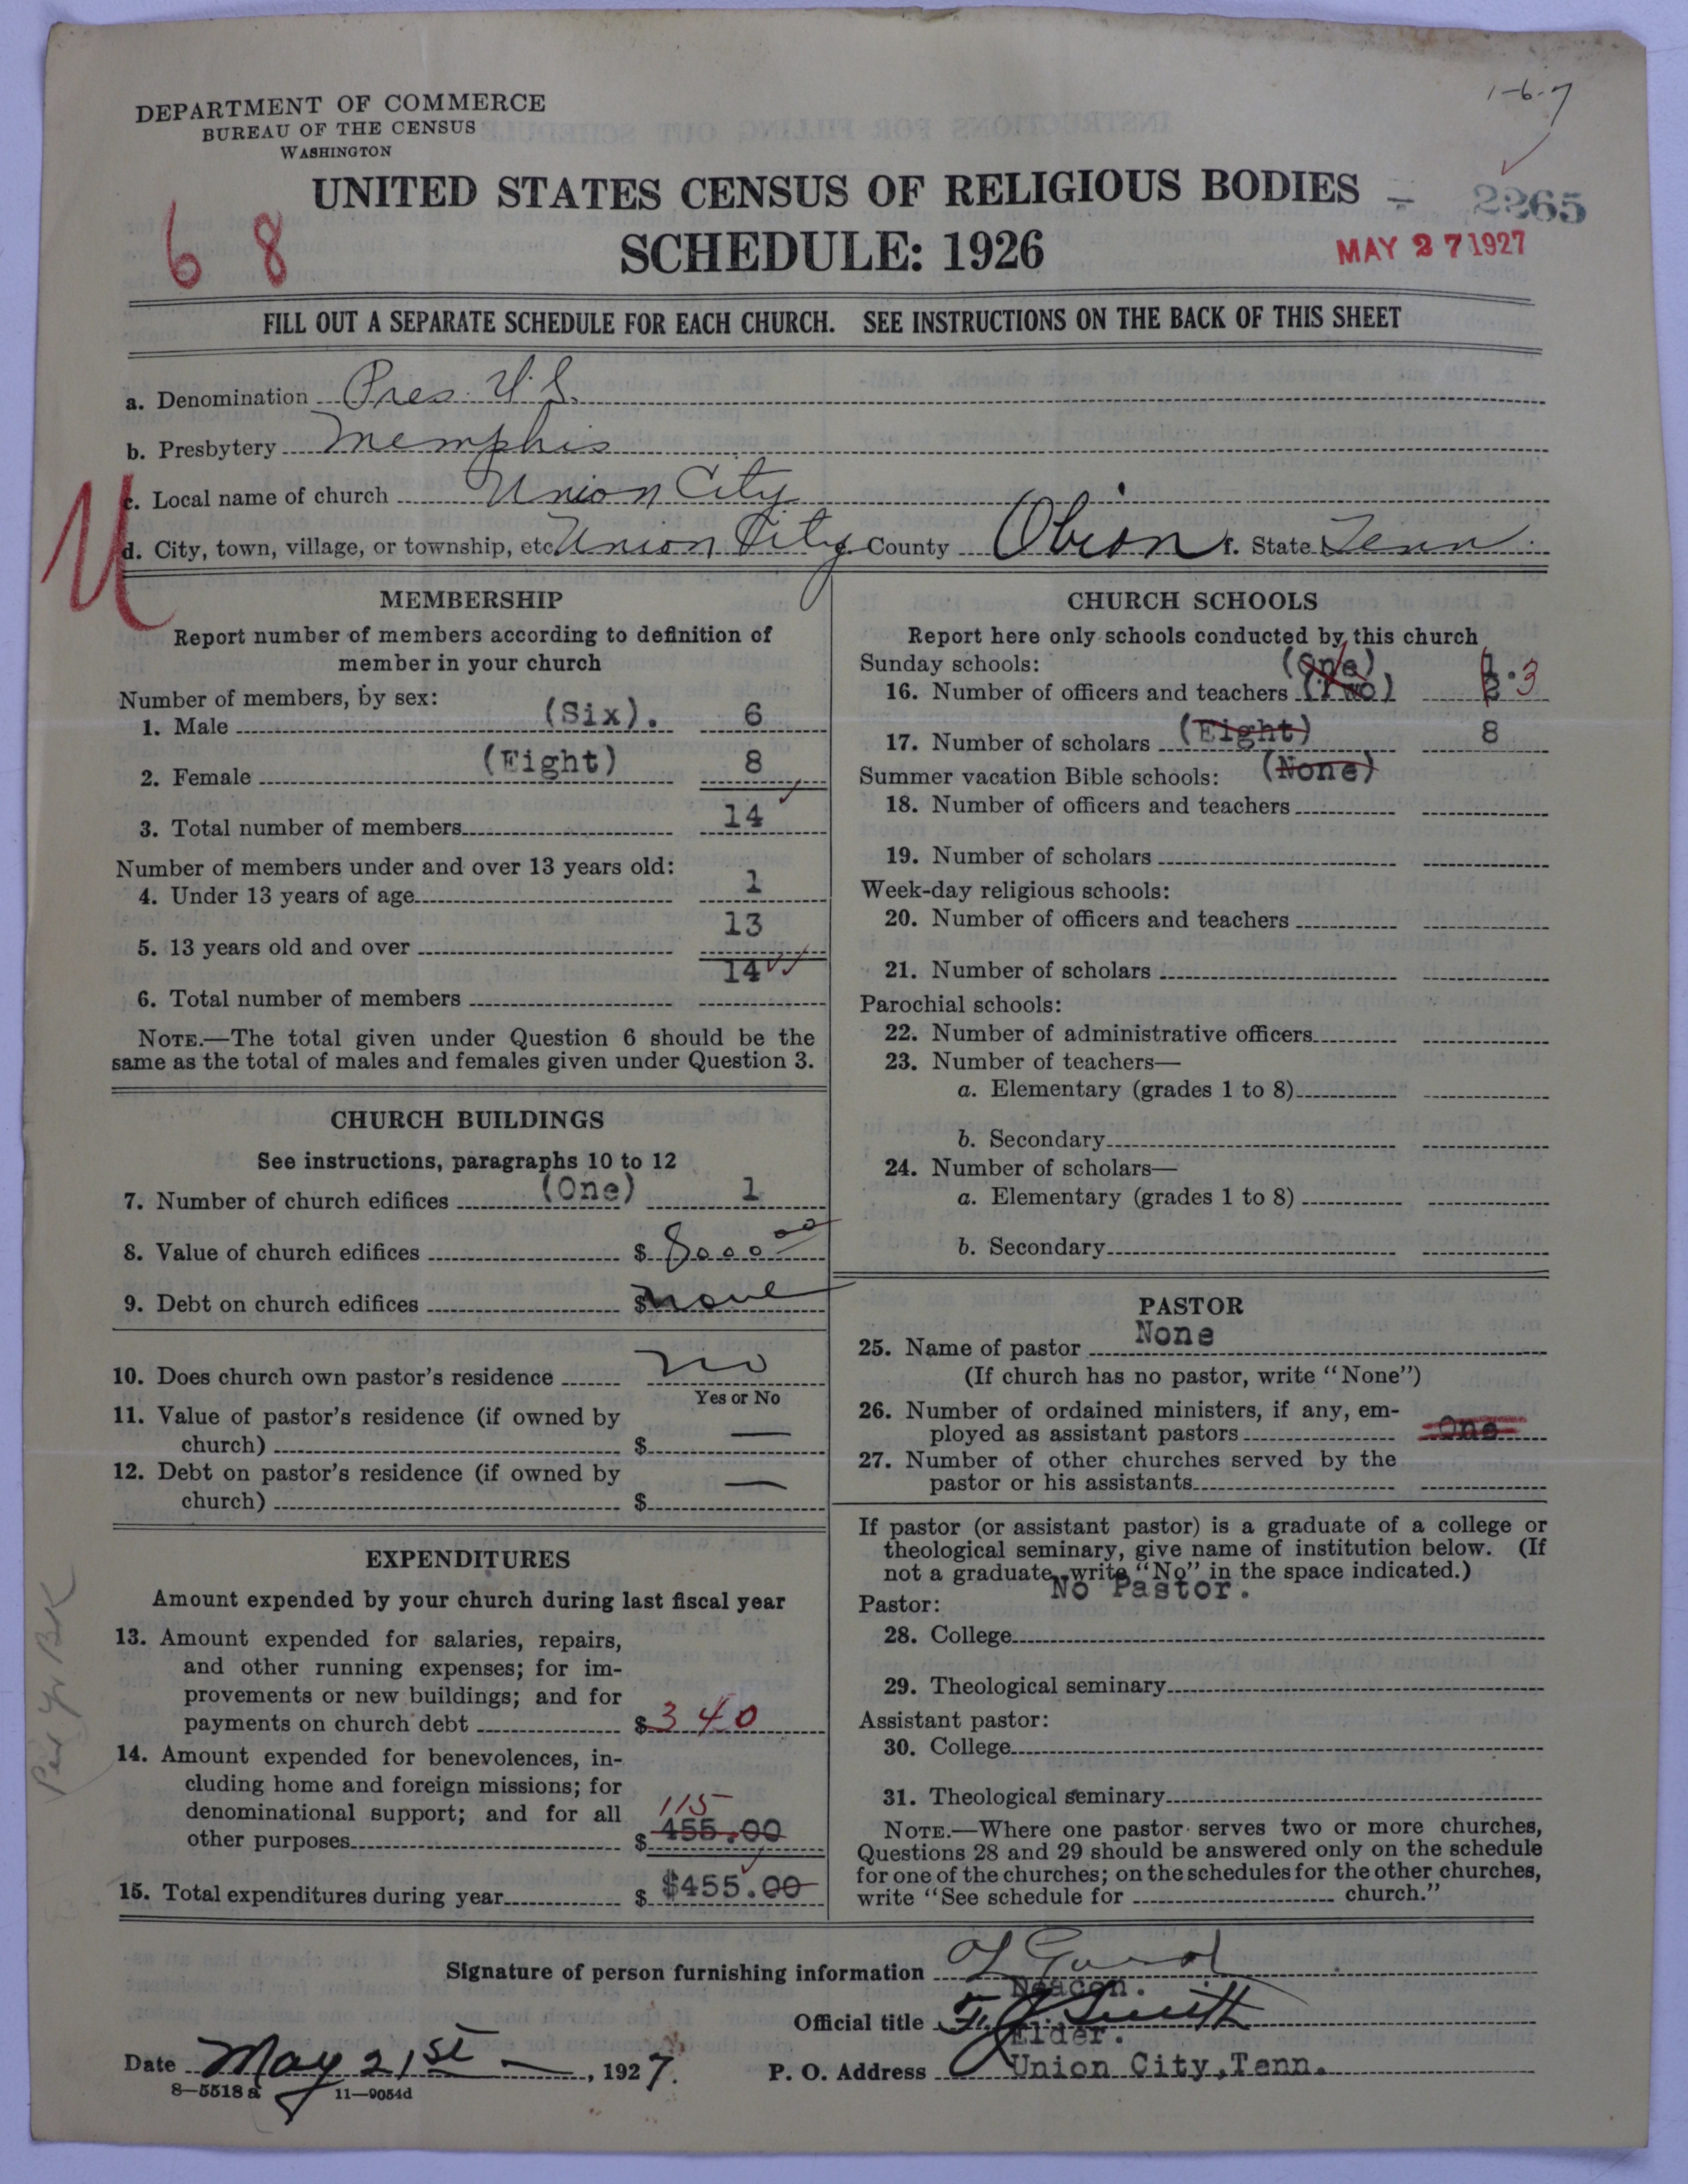 1-6-7
DEPARTMENT OF COMMERCE
BUREAU OF THE CENSUS
WASHINGTON
UNITED STATES CENSUS OF RELIGIOUS BODIES
2265
6 8
SCHEDULE: 1926
MAY 27 1927
FILL OUT A SEPARATE SCHEDULE FOR EACH CHURCH. SEE INSTRUCTIONS ON THE BACK OF THIS SHEET
a. Denomination Pres. U.S.
b. Presbytery Memphis
c. Local name of church Union City
d. City, town, village, or township, etc. Union City County Obion f. State Tenn.
U
MEMBERSHIP
Report number of members according to definition of
member in your church
Number of members, by sex:
1. Male (Six). 6
2. Female (Eight) 8
3. Total number of members 14
Number of members under and over 13 years old:
4. Under 13 years of age 1
5. 13 years old and over 13
6. Total number of members 14
NOTE.—The total given under Question 6 should be the
same as the total of males and females given under Question 3.
CHURCH BUILDINGS
See instructions, paragraphs 10 to 12
7. Number of church edifices (One) 1
8. Value of church edifices $ 8000 00
9. Debt on church edifices $ none
10. Does church own pastor's residence no
Yes or No
11. Value of pastor's residence (if owned by
church) $ —
12. Debt on pastor's residence (if owned by
church) $ —
EXPENDITURES
Amount expended by your church during last fiscal year
13. Amount expended for salaries, repairs,
and other running expenses; for im-
provements or new buildings; and for
payments on church debt $ 340
14. Amount expended for benevolences, in-
cluding home and foreign missions; for
denominational support; and for all
115
other purposes $ 455.00
15. Total expenditures during year $ $455.00
Per Yr Bk
CHURCH SCHOOLS
Report here only schools conducted by this church
Sunday schools: (One)
16. Number of officers and teachers (Two) 3
17. Number of scholars (Eight) 8
Summer vacation Bible schools: (None)
18. Number of officers and teachers
19. Number of scholars
Week-day religious schools:
20. Number of officers and teachers
21. Number of scholars
Parochial schools:
22. Number of administrative officers
23. Number of teachers—
a. Elementary (grades 1 to 8)
b. Secondary
24. Number of scholars—
a. Elementary (grades 1 to 8)
b. Secondary
PASTOR
25. Name of pastor None
(If church has no pastor, write "None")
26. Number of ordained ministers, if any, em-
ployed as assistant pastors One
27. Number of other churches served by the
pastor or his assistants
If pastor (or assistant pastor) is a graduate of a college or
theological seminary, give name of institution below. (If
not a graduate, write "No" in the space indicated.)
No Pastor.
Pastor:
28. College
29. Theological seminary
Assistant pastor:
30. College
31. Theological seminary
NOTE.—Where one pastor serves two or more churches,
Questions 28 and 29 should be answered only on the schedule
for one of the churches; on the schedules for the other churches,
write "See schedule for church."
Signature of person furnishing information
Deacon.
Official title
Elder.
Date May 21st — , 1927. P. O. Address Union City, Tenn.
8-5518 a 11-9054d